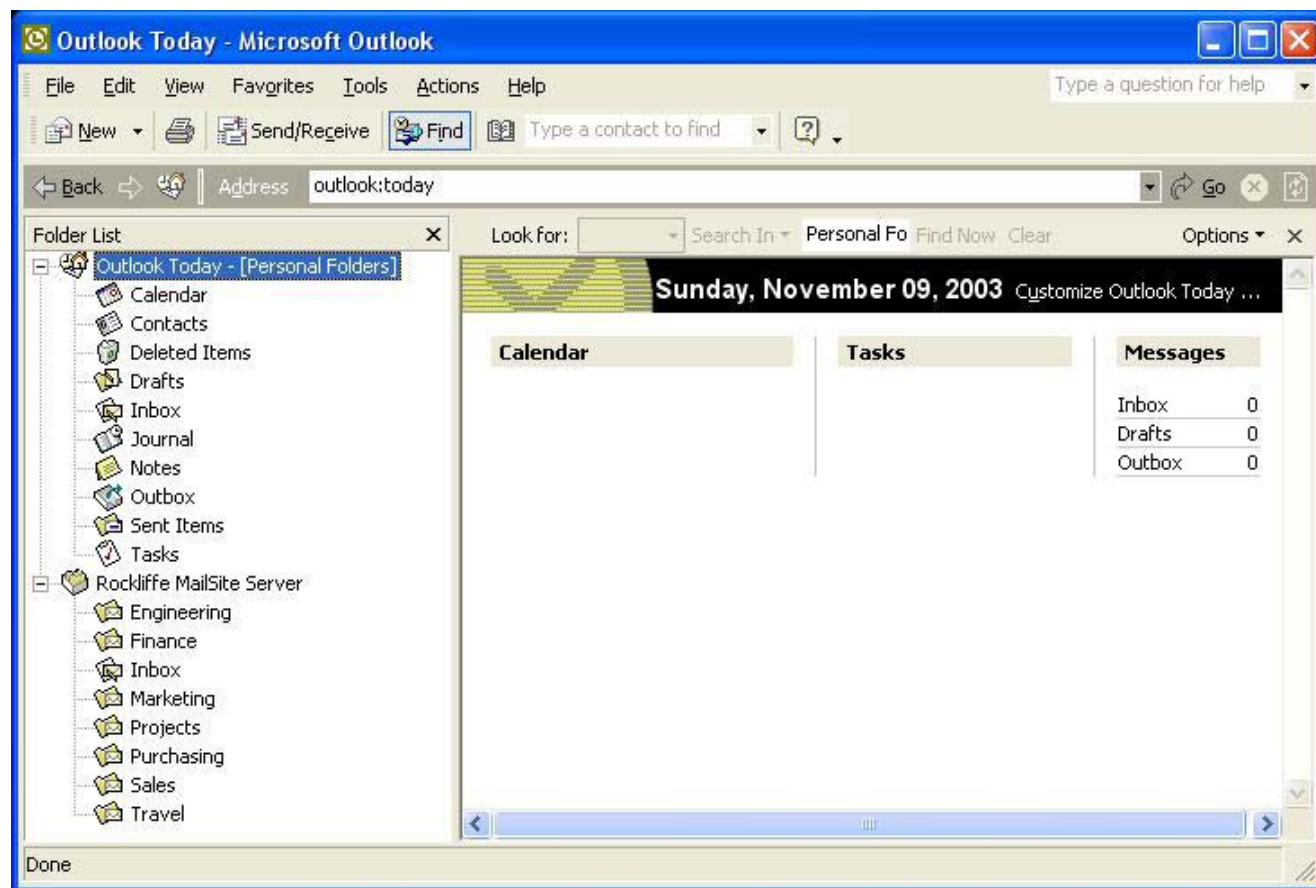 Outlook Today - Microsoft Outlook
File Edit View Favorites Tools Actions Help Type a question for help
New Send/Receive Find Type a contact to find
Back Address outlook:today Go
Folder List
Look for: Search In Personal Fo Find Now Clear Options
Outlook Today - [Personal Folders]
Calendar
Contacts
Deleted Items
Drafts
Inbox
Journal
Notes
Outbox
Sent Items
Tasks
Rockliffe MailSite Server
Engineering
Finance
Inbox
Marketing
Projects
Purchasing
Sales
Travel
Sunday, November 09, 2003 Customize Outlook Today ...
Calendar Tasks Messages
Inbox 0
Drafts 0
Outbox 0
Done